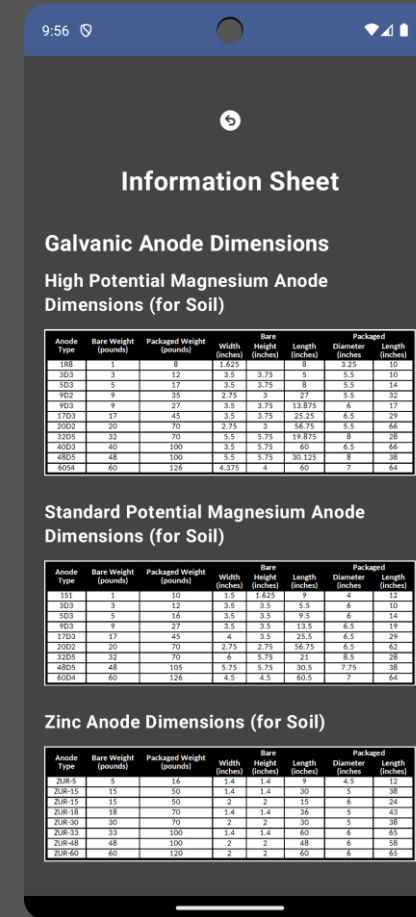 9:56
Information Sheet
Galvanic Anode Dimensions
High Potential Magnesium Anode
Dimensions (for Soil)
Anode Type Bare Weight (pounds) Packaged Weight (pounds) Bare Width (inches) Height (inches) Length (inches) Packaged Diameter (inches) Length (inches)
1R8 1 8 1.625 8 3.25 10
3D3 3 12 3.5 3.75 5 5.5 10
5D3 5 17 3.5 3.75 8 5.5 14
9D2 9 35 2.75 3 27 5.5 32
9D3 9 27 3.5 3.75 13.875 6 17
17D3 17 45 3.5 3.75 25.25 6.5 29
20D2 20 70 2.75 3 56.75 5.5 66
32D5 32 70 5.5 5.75 19.875 8 28
40D3 40 100 3.5 5.75 60 6.5 66
48D5 48 100 5.5 5.75 30.125 8 38
60S4 60 126 4.375 4 60 7 64
Standard Potential Magnesium Anode
Dimensions (for Soil)
Anode Type Bare Weight (pounds) Packaged Weight (pounds) Bare Width (inches) Height (inches) Length (inches) Packaged Diameter (inches Length (inches)
1S1 1 10 1.5 1.625 9 4 12
3D3 3 12 3.5 3.5 5.5 6 10
5D3 5 16 3.5 3.5 9.5 6 14
9D3 9 27 3.5 3.5 13.5 6.5 19
17D3 17 45 4 3.5 25.5 6.5 29
20D2 20 70 2.75 2.75 56.75 6.5 62
32D5 32 70 6 5.75 21 8.5 28
48D5 48 105 5.75 5.75 30.5 7.75 38
60D4 60 126 4.5 4.5 60.5 7 64
Zinc Anode Dimensions (for Soil)
Anode Type Bare Weight (pounds) Packaged Weight (pounds) Bare Width (inches) Height (inches) Length (inches) Packaged Diameter (inches Length (inches)
ZUR-5 5 16 1.4 1.4 9 4.5 12
ZUR-15 15 50 1.4 1.4 30 5 38
ZUR-15 15 50 2 2 15 6 24
ZUR-18 18 70 1.4 1.4 36 5 43
ZUR-30 30 70 2 2 30 5 38
ZUR-33 33 100 1.4 1.4 60 6 65
ZUR-48 48 100 2 2 48 6 58
ZUR-60 60 120 2 2 60 6 65